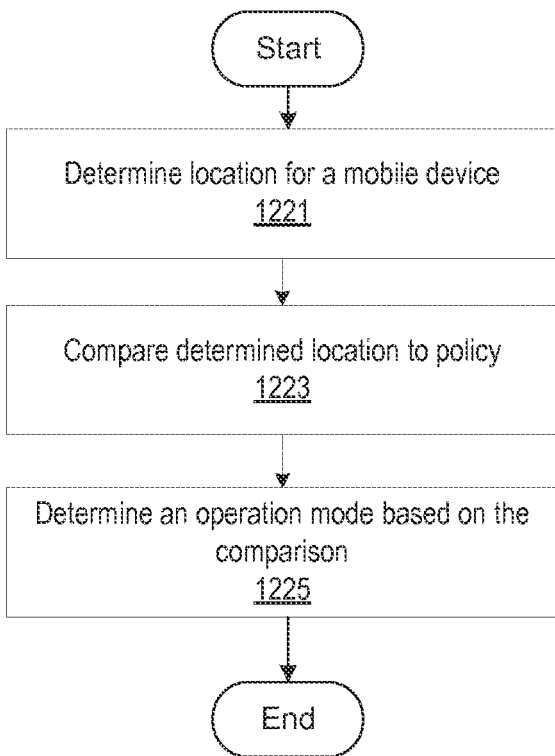 Start
Determine location for a mobile device
1221
Compare determined location to policy
1223
Determine an operation mode based on the
comparison
1225
End